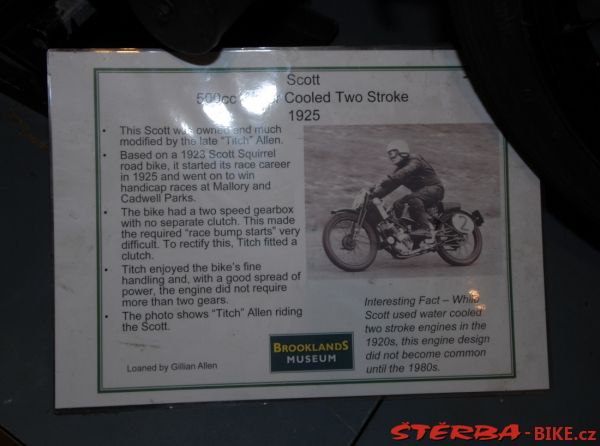 Scott
500cc Cooled Two Stroke
1925
• This Scott was owned and much
modified by the late "Titch" Allen.
• Based on a 1923 Scott Squirrel
road bike, it started its race career
in 1925 and went on to win
handicap races at Mallory and
Cadwell Parks.
• The bike had a two speed gearbox
with no separate clutch. This made
the required "race bump starts" very
difficult. To rectify this, Titch fitted a
clutch.
• Titch enjoyed the bike's fine
handling and, with a good spread of
power, the engine did not require
more than two gears.
• The photo shows "Titch" Allen riding
the Scott.
Loaned by Gillian Allen
2
Interesting Fact – While
Scott used water cooled
two stroke engines in the
1920s, this engine design
did not become common
until the 1980s.
BROOKLANDS
MUSEUM
ŠTĚRBA-BIKE.cz